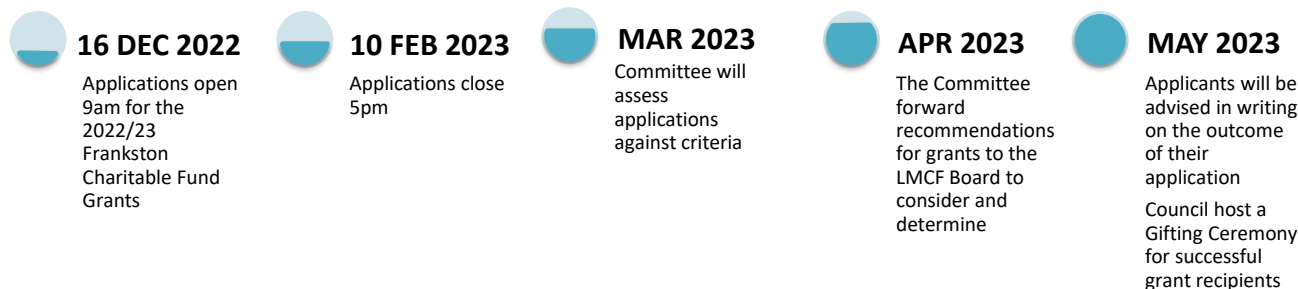 16 DEC 2022
Applications open
9am for the
2022/23
Frankston
Charitable Fund
Grants
10 FEB 2023
Applications close
5pm
MAR 2023
Committee will
assess
applications
against criteria
APR 2023
The Committee
forward
recommendations
for grants to the
LMCF Board to
consider and
determine
MAY 2023
Applicants will be
advised in writing
on the outcome
of their
application
Council host a
Gifting Ceremony
for successful
grant recipients